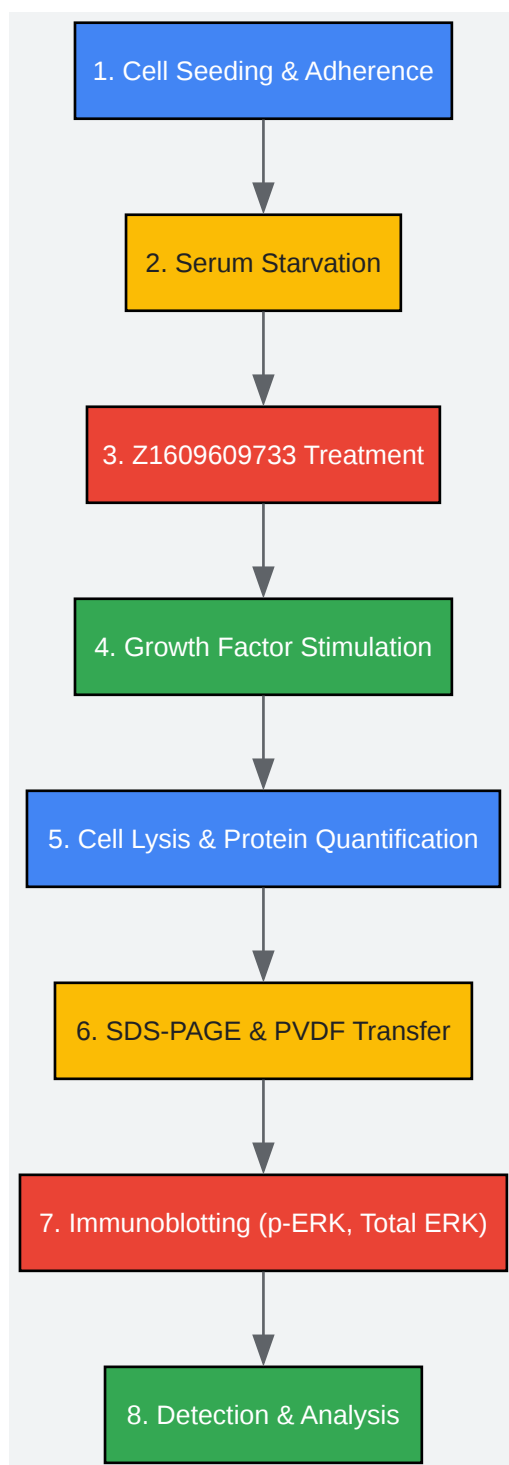 1. Cell Seeding & Adherence
2. Serum Starvation
3. Z1609609733 Treatment
4. Growth Factor Stimulation
5. Cell Lysis & Protein Quantification
6. SDS-PAGE & PVDF Transfer
7. Immunoblotting (p-ERK, Total ERK)
8. Detection & Analysis